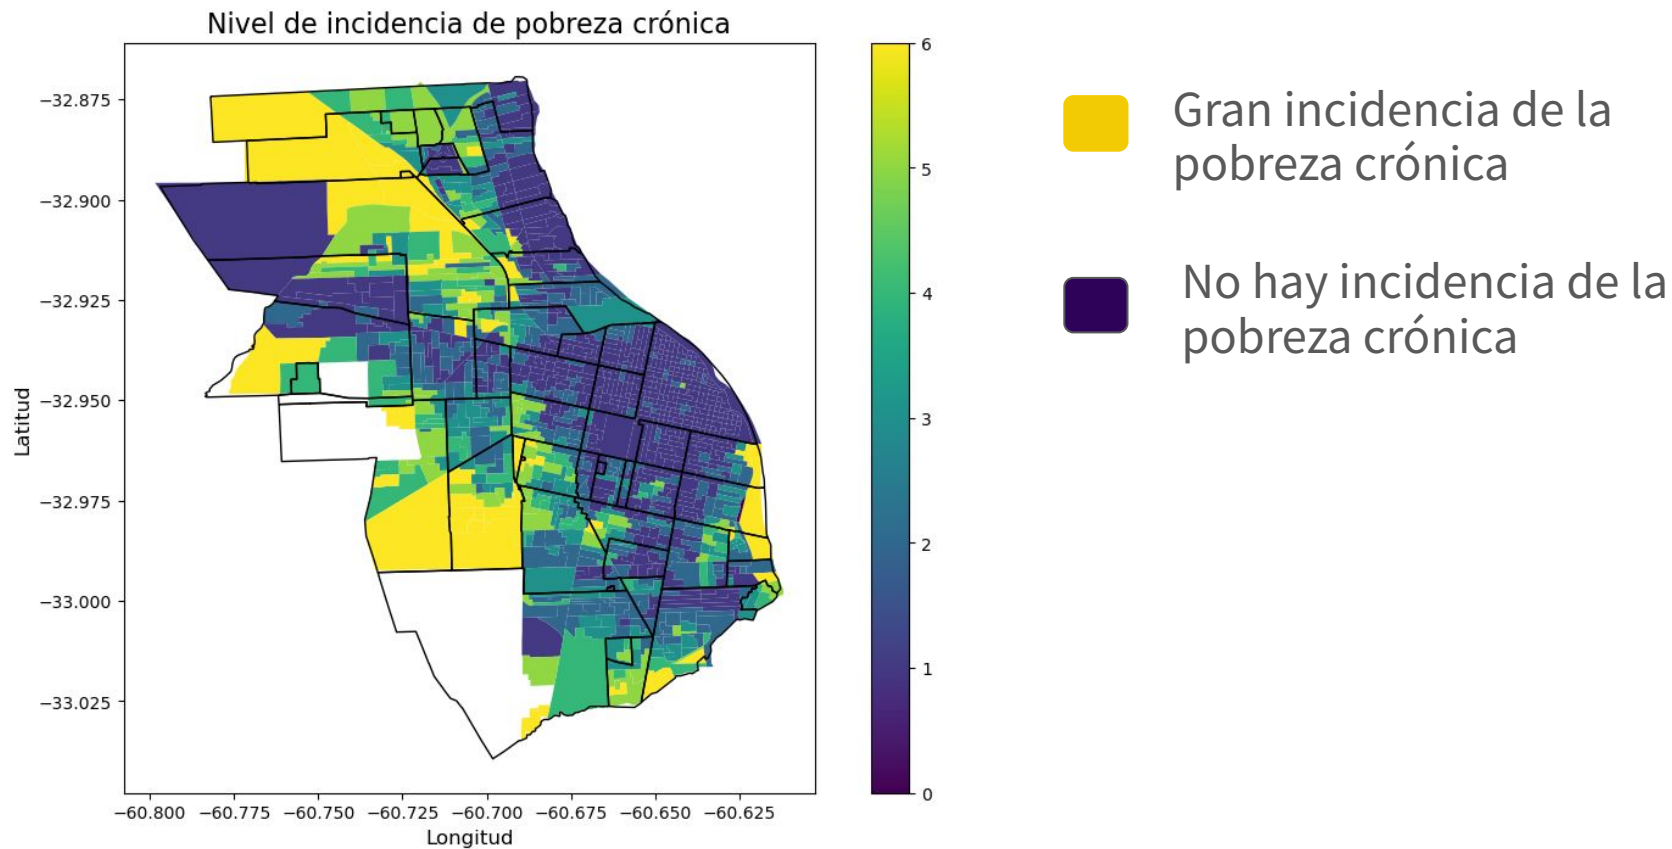 Nivel de incidencia de pobreza crónica
−32.875
−32.900
−32.925
−32.950
−32.975
−33.000
−33.025
Latitud
−60.800 −60.775 −60.750 −60.725 −60.700 −60.675 −60.650 −60.625
Longitud
6
5
4
3
2
1
0
Gran incidencia de la
pobreza crónica
No hay incidencia de la
pobreza crónica